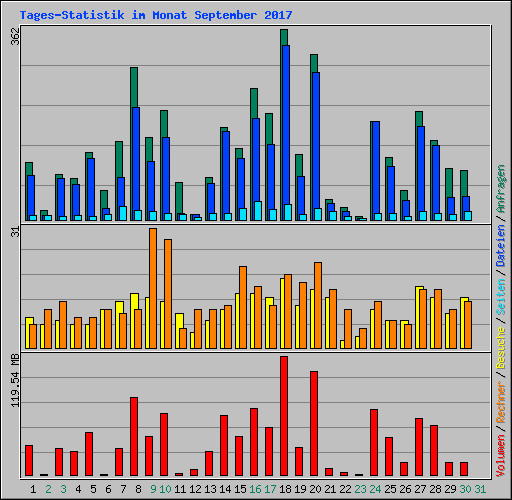 Tages-Statistik im Monat September 2017
362
31
119.54 MB
Volumen / Rechner / Besuche / Seiten / Dateien / Anfragen
1 2 3 4 5 6 7 8 9 10 11 12 13 14 15 16 17 18 19 20 21 22 23 24 25 26 27 28 29 30 31